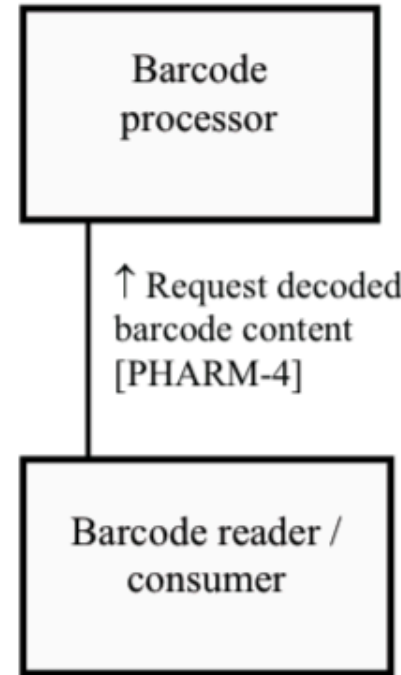 Barcode
processor
↑ Request decoded
barcode content
[PHARM-4]
Barcode reader /
consumer